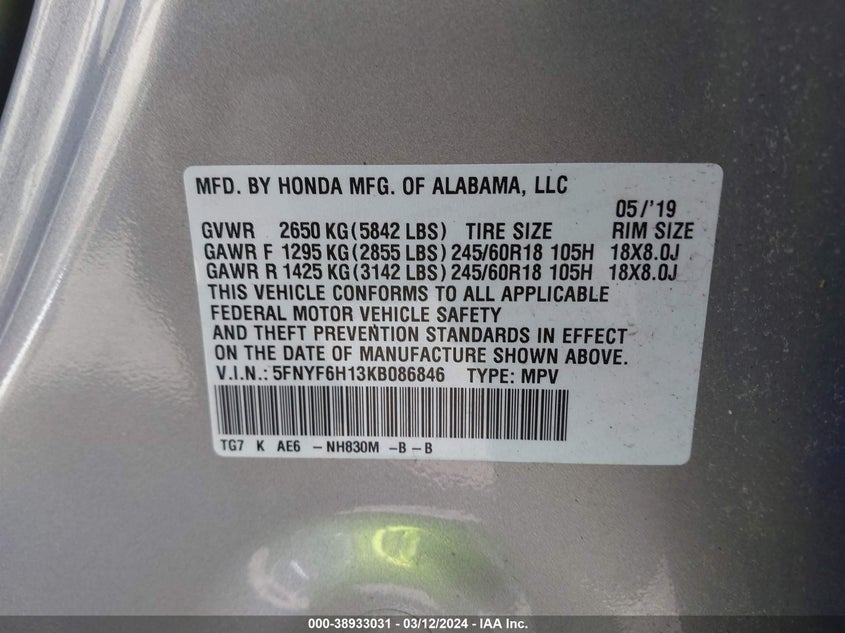 MFD. BY HONDA MFG. OF ALABAMA, LLC
05/'19
GVWR 2650 KG(5842 LBS) TIRE SIZE RIM SIZE
GAWR F 1295 KG(2855 LBS) 245/60R18 105H 18X8.0J
GAWR R 1425 KG(3142 LBS) 245/60R18 105H 18X8.0J
THIS VEHICLE CONFORMS TO ALL APPLICABLE
FEDERAL MOTOR VEHICLE SAFETY
AND THEFT PREVENTION STANDARDS IN EFFECT
ON THE DATE OF MANUFACTURE SHOWN ABOVE.
V.I.N.: 5FNYF6H13KB086846 TYPE: MPV
TG7 K AE6 -NH830M -B-B
000-38933031 - 03/12/2024 - IAA Inc.